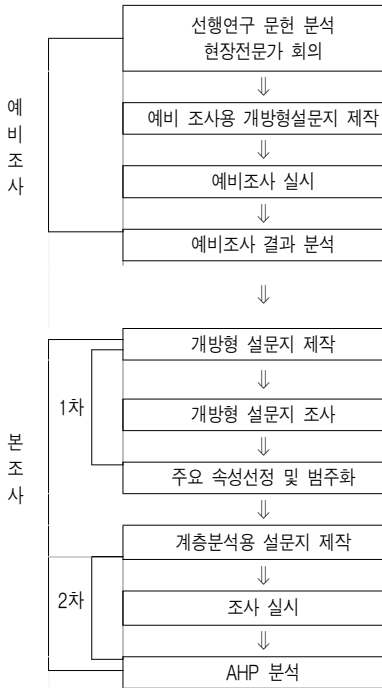 선행연구 문헌 분석
현장전문가 회의
⇓
예비 조사용 개방형설문지 제작
⇓
예비조사 실시
⇓
예비조사 결과 분석
예
비
조
사
⇓
개방형 설문지 제작
⇓
1차
개방형 설문지 조사
⇓
주요 속성선정 및 범주화
본
조
사
⇓
계층분석용 설문지 제작
⇓
2차
조사 실시
⇓
AHP 분석